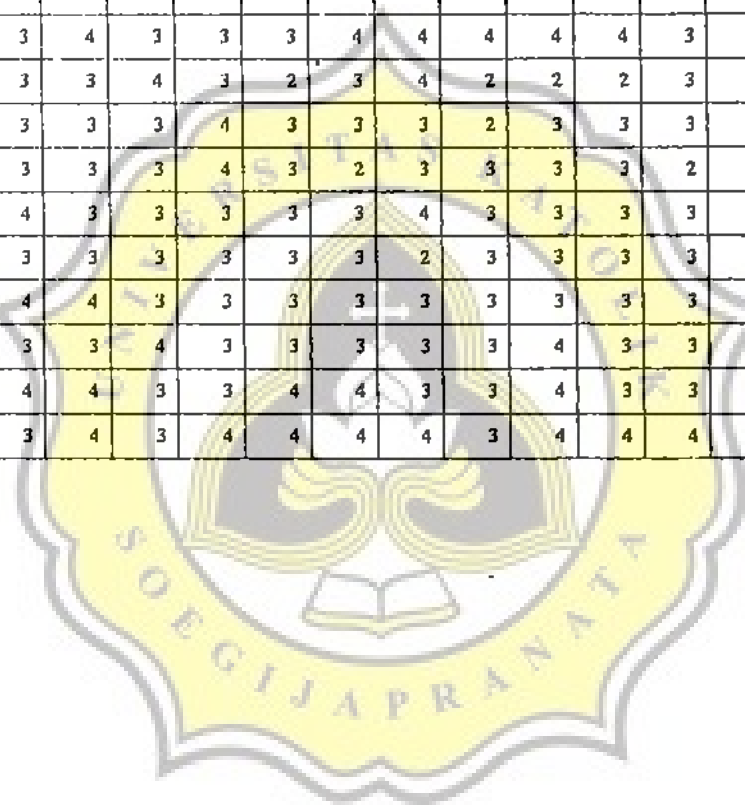 3 4 3 3 3 4 4 4 4 4 3
3 3 4 3 2 3 4 2 2 2 3
3 3 3 4 3 3 3 2 3 3 3
3 3 3 4 3 2 3 3 3 3 2
4 3 3 3 3 3 4 3 3 3 3
3 3 3 3 3 3 2 3 3 3 3
4 4 3 3 3 3 3 3 3 3 3
3 3 4 3 3 3 3 3 4 3 3
4 4 3 3 4 4 3 3 4 3 3
3 4 3 4 4 4 4 3 4 4 4
UNIVERSITAS KATOLIK
SOEGIJAPRANATA